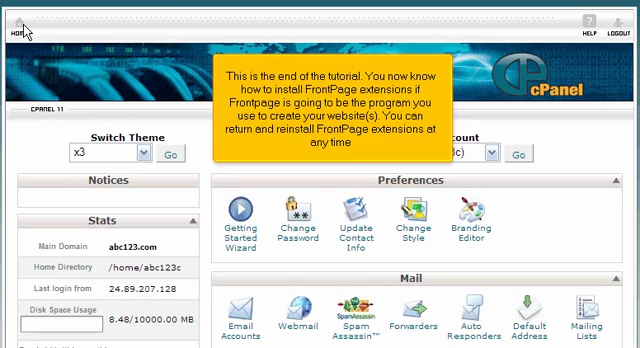 HOME
HELP
LOGOUT
cPanel
CPANEL 11
This is the end of the tutorial. You now know
how to install FrontPage extensions if
Frontpage is going to be the program you
use to create your website(s). You can
return and reinstall FrontPage extensions at
any time
Switch Theme
x3
Go
count
3c)
Go
Notices
Stats
Main Domain abc123.com
Home Directory /home/abc123c
Last login from 24.89.207.128
Disk Space Usage
8.48/10000.00 MB
Preferences
Getting Started Wizard
Change Password
Update Contact Info
Change Style
Branding Editor
Mail
Email Accounts
Webmail
SpamAssassin
Spam Assassin™
Forwarders
Auto Responders
Default Address
Mailing Lists